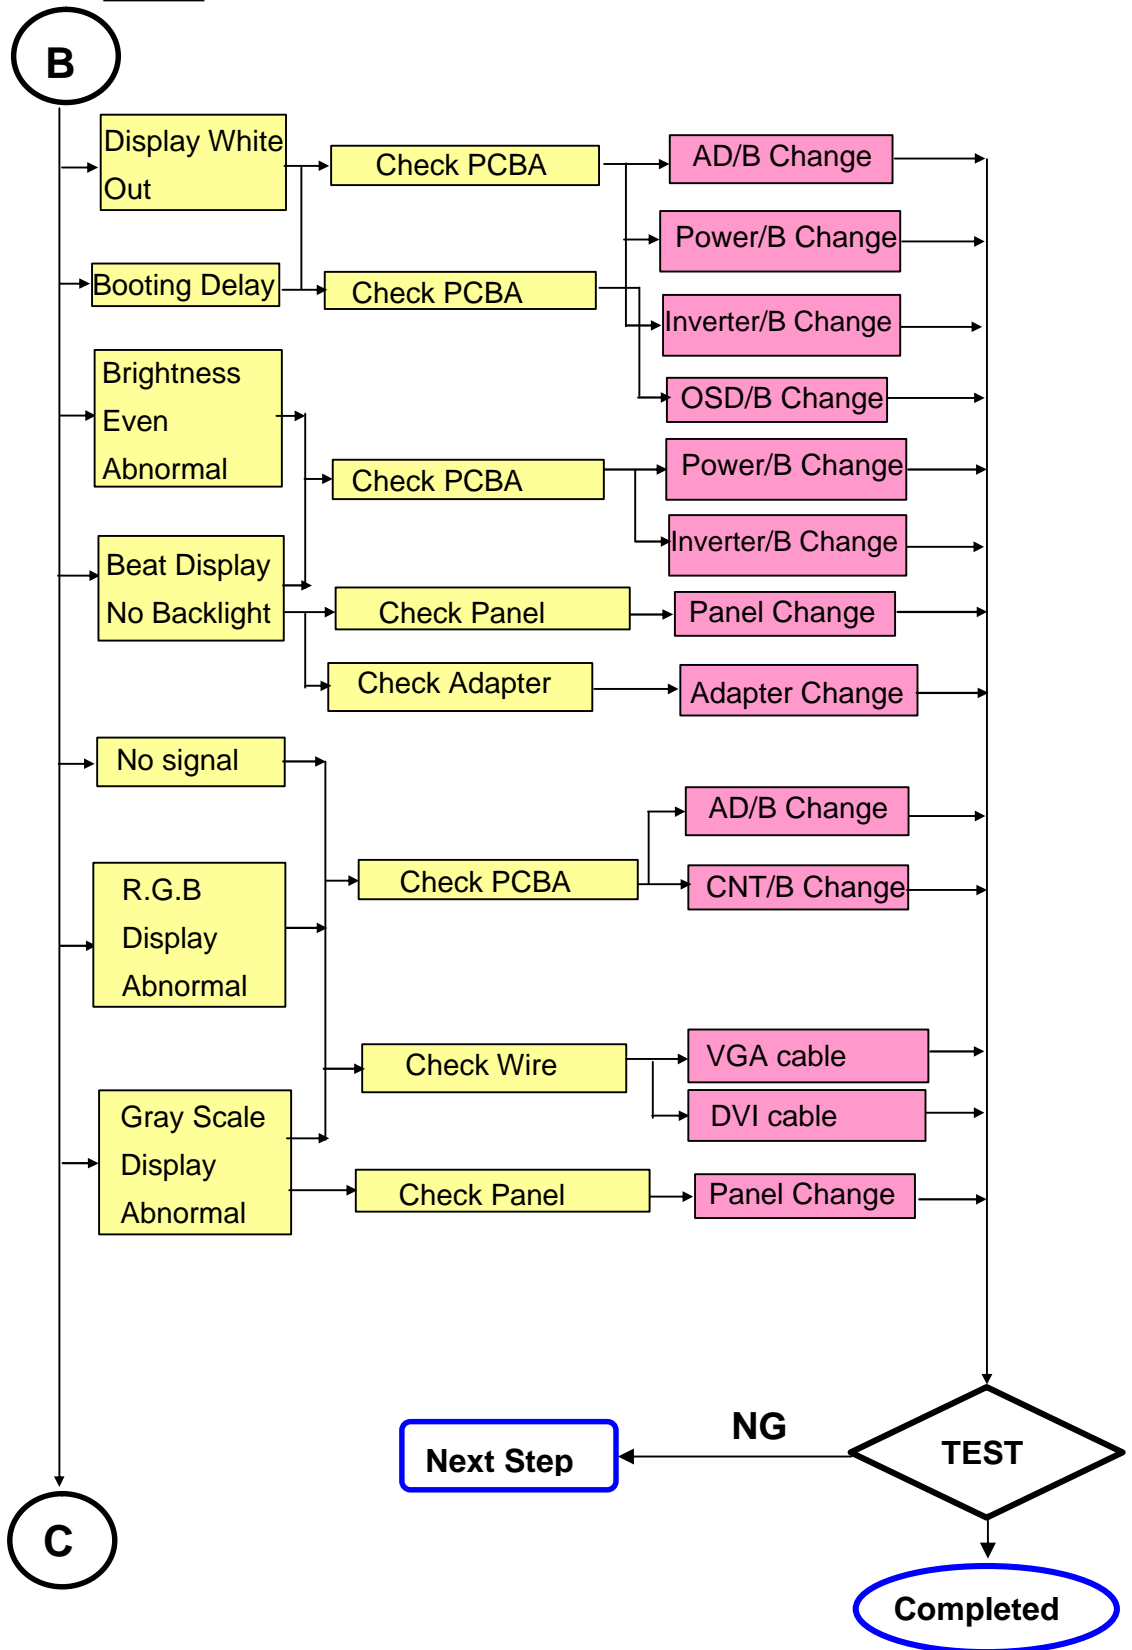 B
Display White
Out
Check PCBA
AD/B Change
Power/B Change
Booting Delay
Check PCBA
Inverter/B Change
OSD/B Change
Brightness
Even
Abnormal
Check PCBA
Power/B Change
Inverter/B Change
Beat Display
No Backlight
Check Panel
Panel Change
Check Adapter
Adapter Change
No signal
AD/B Change
R.G.B
Display
Abnormal
Check PCBA
CNT/B Change
Check Wire
VGA cable
DVI cable
Gray Scale
Display
Abnormal
Check Panel
Panel Change
NG
Next Step
TEST
C
Completed